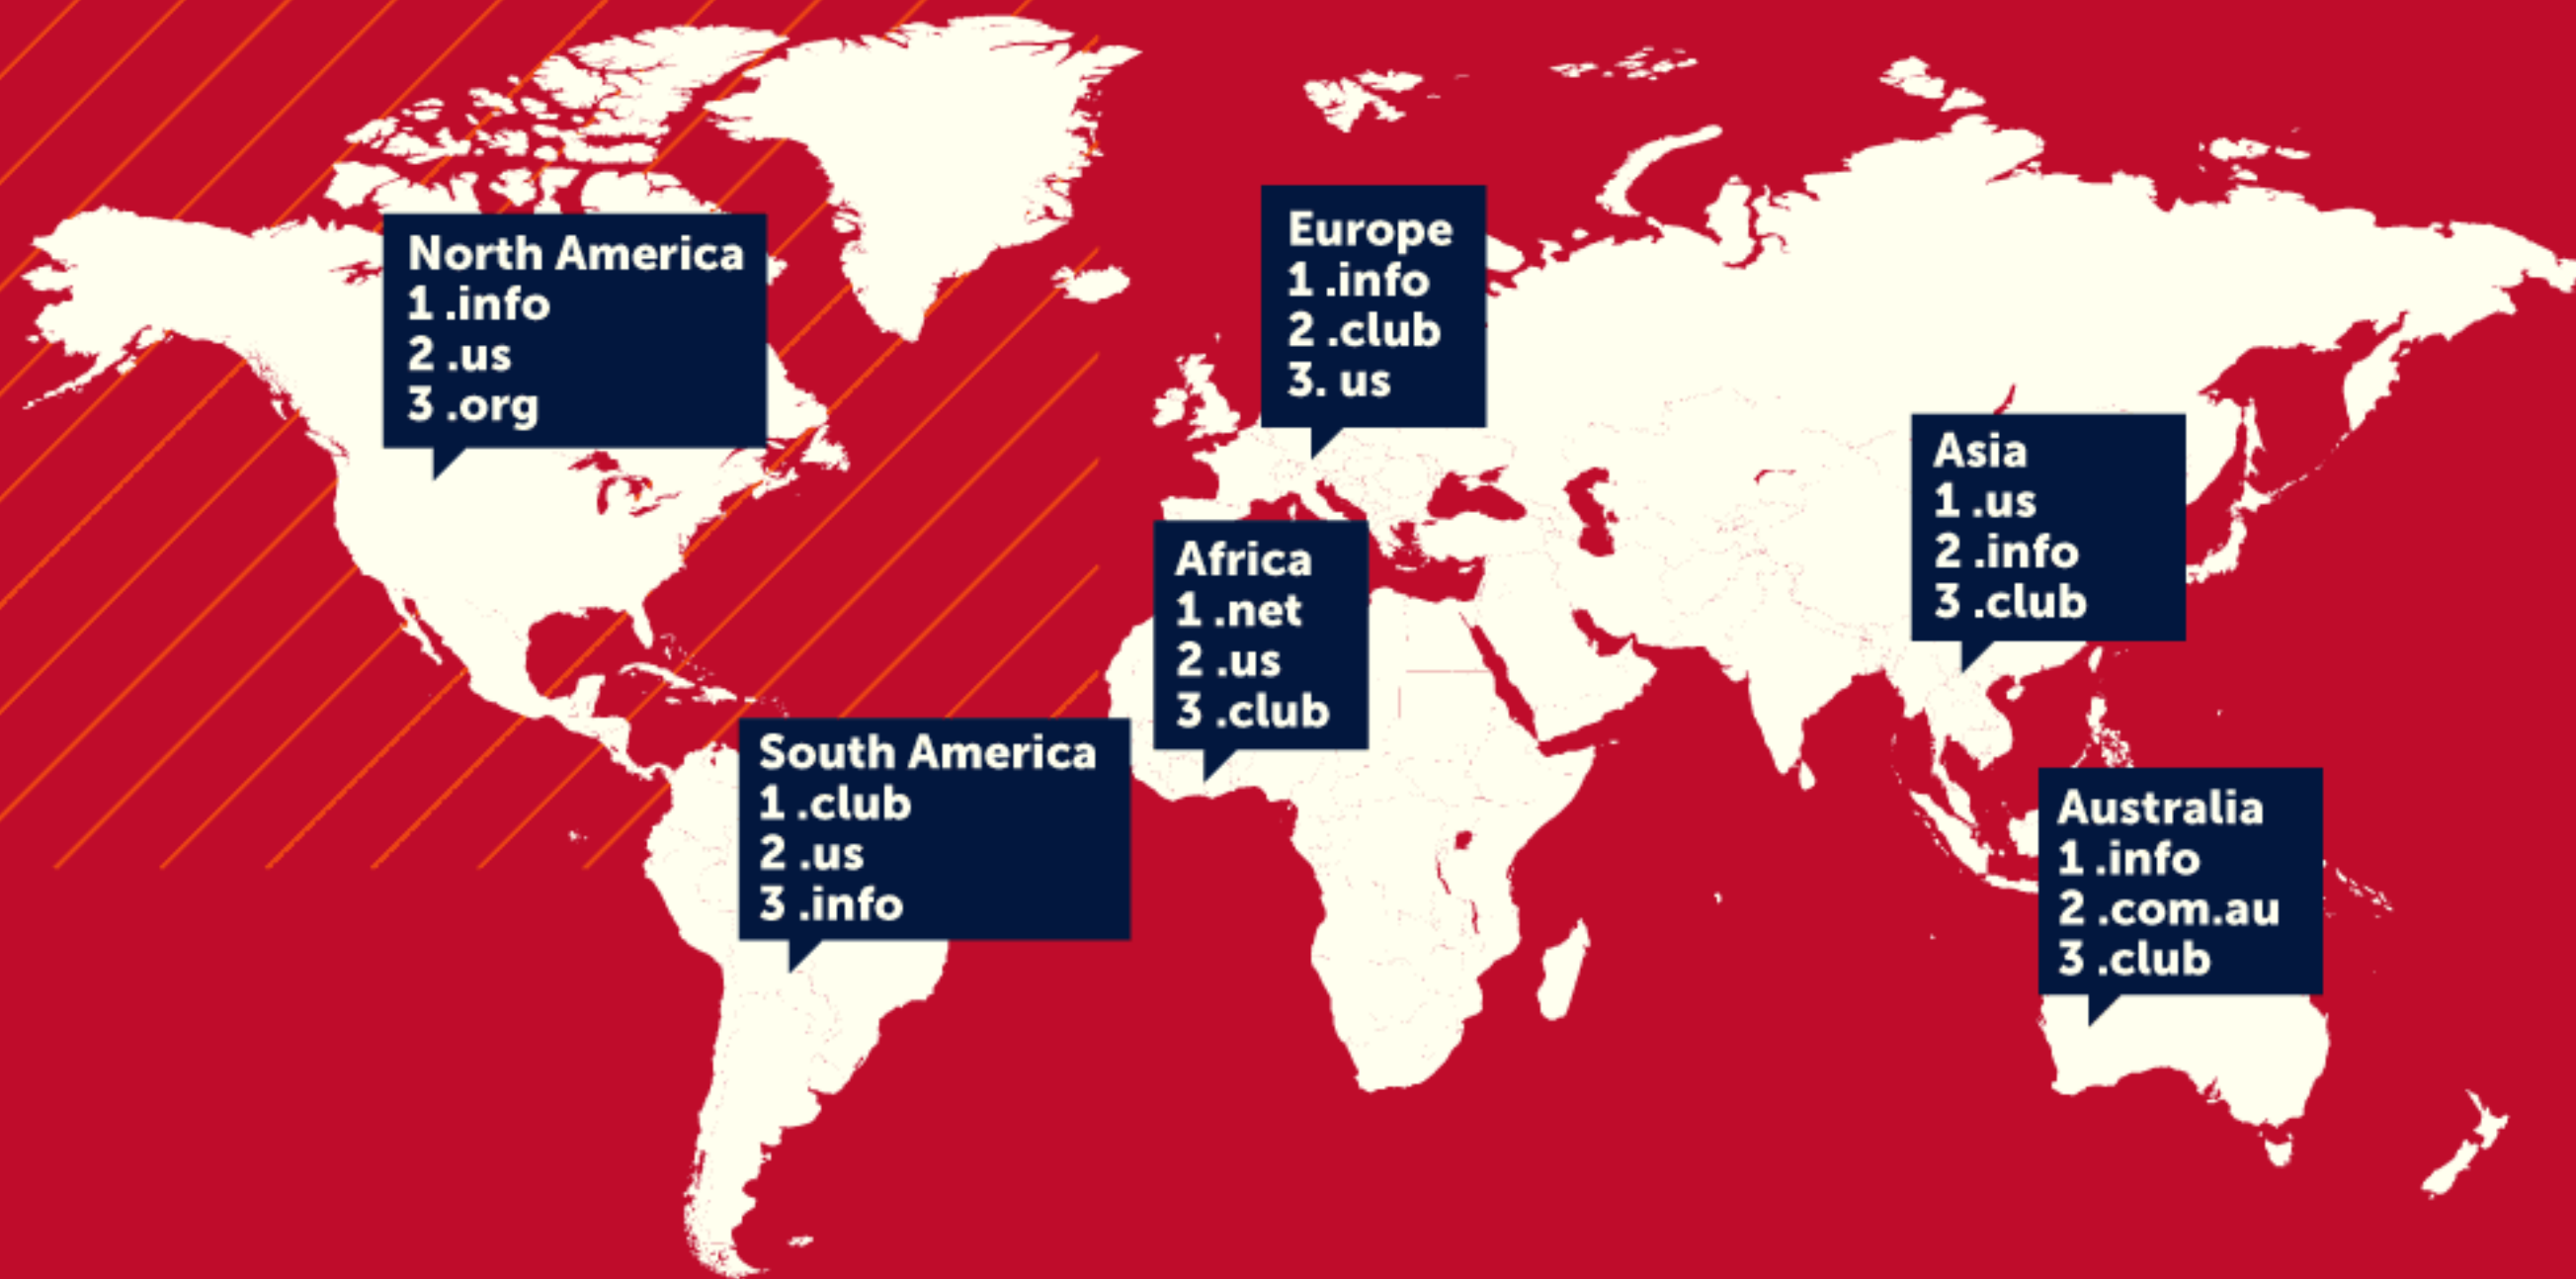 North America
1 .info
2 .us
3 .org
Europe
1 .info
2 .club
3. us
Asia
1 .us
2 .info
3 .club
Africa
1 .net
2 .us
3 .club
South America
1 .club
2 .us
3 .info
Australia
1 .info
2 .com.au
3 .club